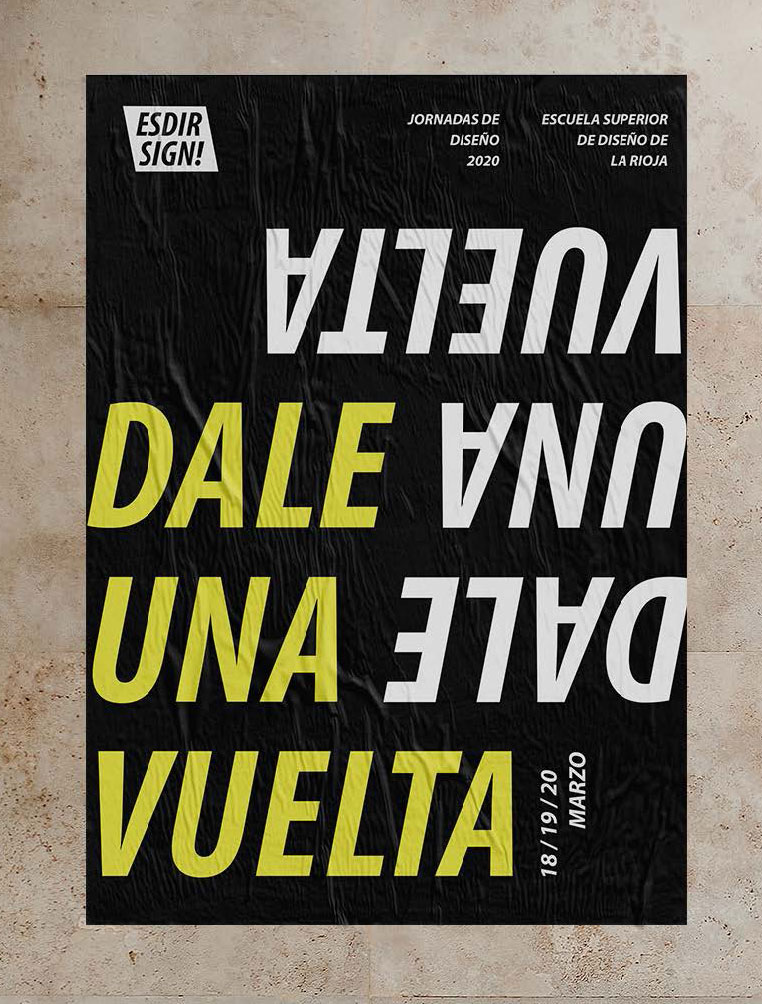 ESDIR
SIGN!
JORNADAS DE
DISEÑO
2020
ESCUELA SUPERIOR
DE DISEÑO DE
LA RIOJA
DALE
UNA
VUELTA
DALE
UNA
VUELTA
18 / 19 / 20
MARZO